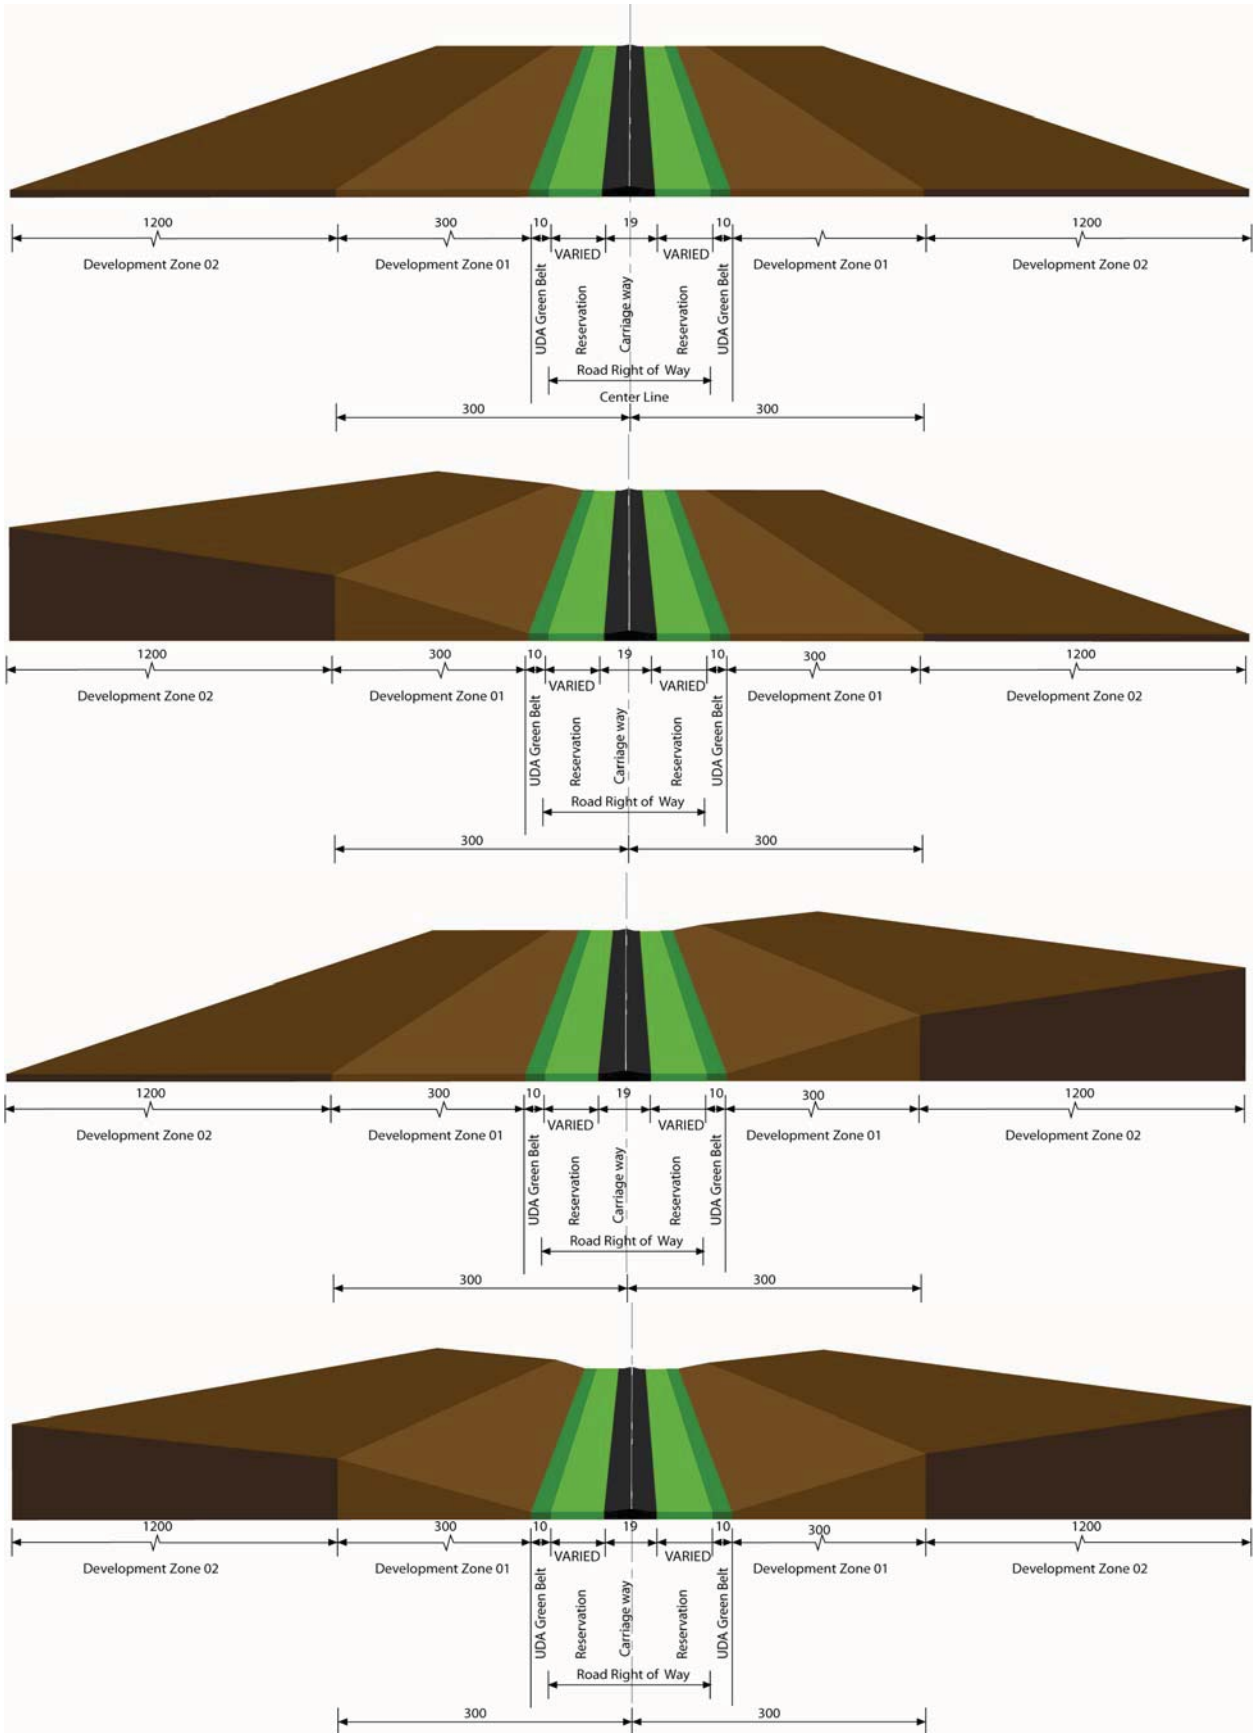 1200 300 10 19 10 1200
Development Zone 02 Development Zone 01 VARIED VARIED Development Zone 01 Development Zone 02
UDA Green Belt Reservation Carriage way Reservation UDA Green Belt
Road Right of Way
Center Line
300 300
1200 300 10 19 10 300 1200
Development Zone 02 Development Zone 01 VARIED VARIED Development Zone 01 Development Zone 02
UDA Green Belt Reservation Carriage way Reservation UDA Green Belt
Road Right of Way
300 300
1200 300 10 19 10 300 1200
Development Zone 02 Development Zone 01 VARIED VARIED Development Zone 01 Development Zone 02
UDA Green Belt Reservation Carriage way Reservation UDA Green Belt
Road Right of Way
300 300
1200 300 10 19 10 300 1200
Development Zone 02 Development Zone 01 VARIED VARIED Development Zone 01 Development Zone 02
UDA Green Belt Reservation Carriage way Reservation UDA Green Belt
Road Right of Way
300 300